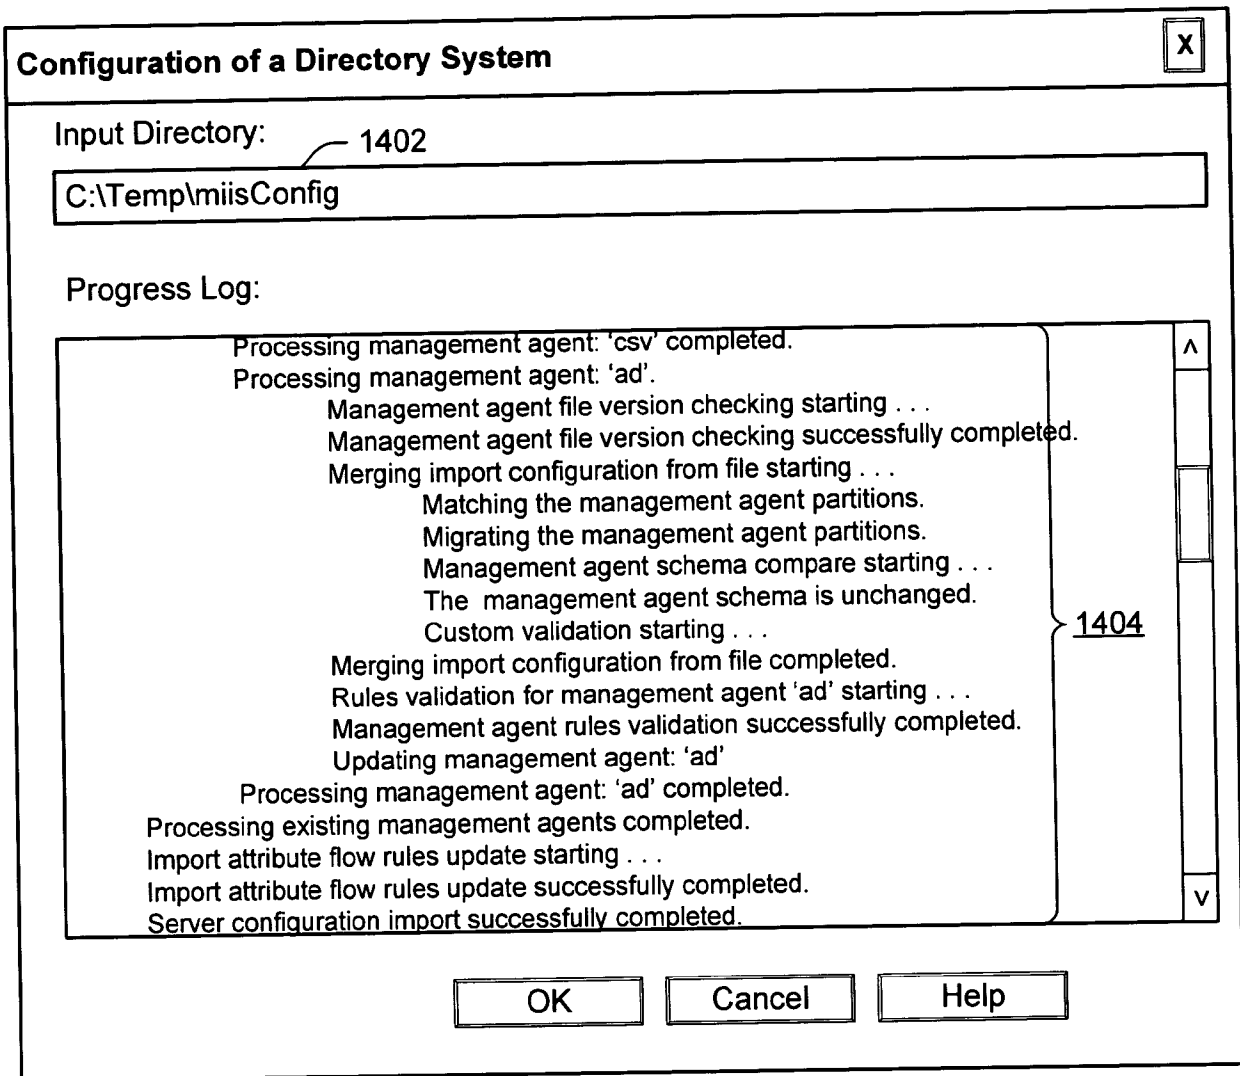 Configuration of a Directory System
X
Input Directory:
1402
C:\Temp\miisConfig
Progress Log:
Processing management agent: 'csv' completed.
Processing management agent: 'ad'.
Management agent file version checking starting . . .
Management agent file version checking successfully completed.
Merging import configuration from file starting . . .
Matching the management agent partitions.
Migrating the management agent partitions.
Management agent schema compare starting . . .
The management agent schema is unchanged.
Custom validation starting . . .
Merging import configuration from file completed.
Rules validation for management agent 'ad' starting . . .
Management agent rules validation successfully completed.
Updating management agent: 'ad'
Processing management agent: 'ad' completed.
Processing existing management agents completed.
Import attribute flow rules update starting . . .
Import attribute flow rules update successfully completed.
Server configuration import successfully completed.
1404
OK Cancel Help